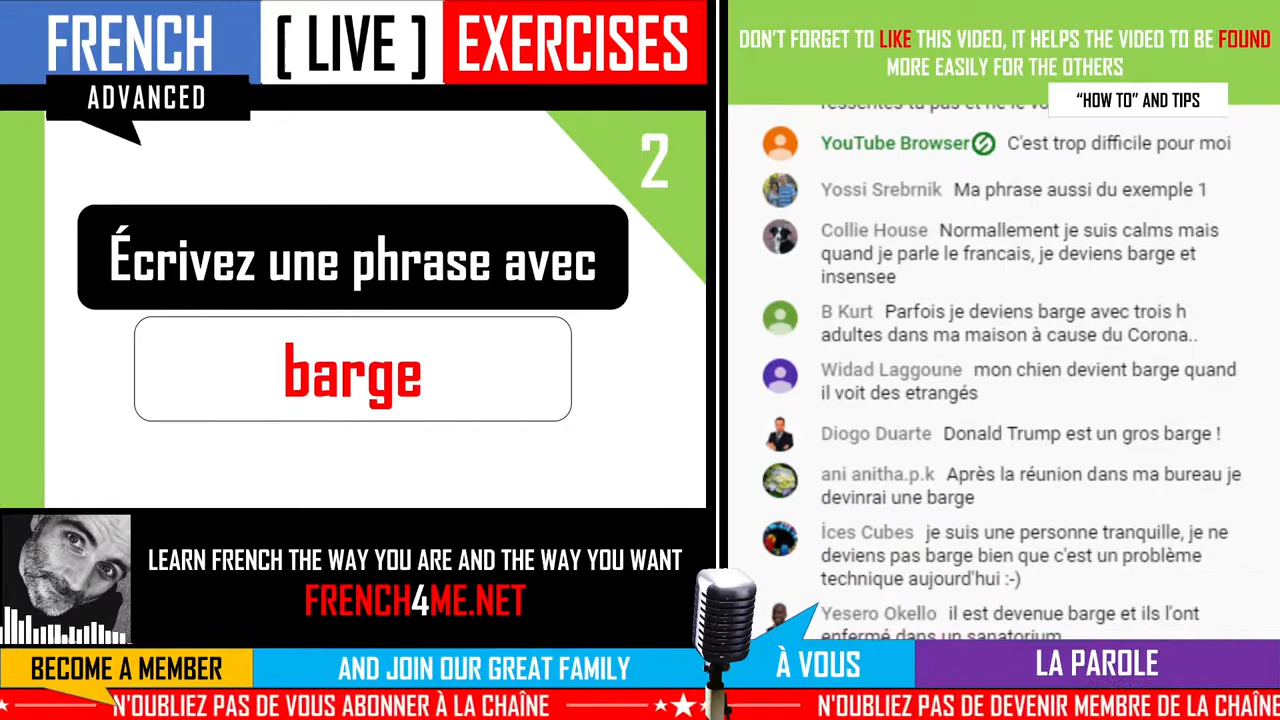 FRENCH [ LIVE ] EXERCISES
ADVANCED
2
Écrivez une phrase avec
barge
LEARN FRENCH THE WAY YOU ARE AND THE WAY YOU WANT
FRENCH4ME.NET
BECOME A MEMBER AND JOIN OUR GREAT FAMILY
DON'T FORGET TO LIKE THIS VIDEO, IT HELPS THE VIDEO TO BE FOUND
MORE EASILY FOR THE OTHERS
"HOW TO" AND TIPS
YouTube Browser C'est trop difficile pour moi
Yossi Srebrnik Ma phrase aussi du exemple 1
Collie House Normallement je suis calms mais
quand je parle le francais, je deviens barge et
insensee
B Kurt Parfois je deviens barge avec trois h
adultes dans ma maison à cause du Corona..
Widad Laggoune mon chien devient barge quand
il voit des etrangés
Diogo Duarte Donald Trump est un gros barge !
ani anitha.p.k Après la réunion dans ma bureau je
devinrai une barge
İces Cubes je suis une personne tranquille, je ne
deviens pas barge bien que c'est un problème
technique aujourd'hui :-)
Yesero Okello il est devenue barge et ils l'ont
enfermé dans un sanatorium
À VOUS LA PAROLE
N'OUBLIEZ PAS DE VOUS ABONNER À LA CHAÎNE
N'OUBLIEZ PAS DE DEVENIR MEMBRE DE LA CHAÎNE